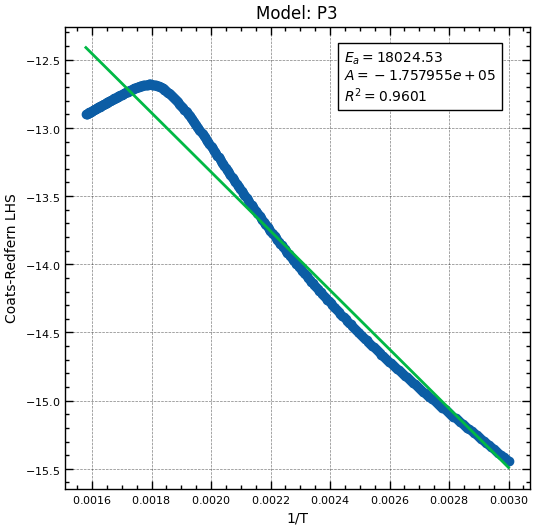 Model: P3
E_a = 18024.53
A = −1.757955e + 05
R^2 = 0.9601
Coats-Redfern LHS
−12.5
−13.0
−13.5
−14.0
−14.5
−15.0
−15.5
0.0016 0.0018 0.0020 0.0022 0.0024 0.0026 0.0028 0.0030
1/T